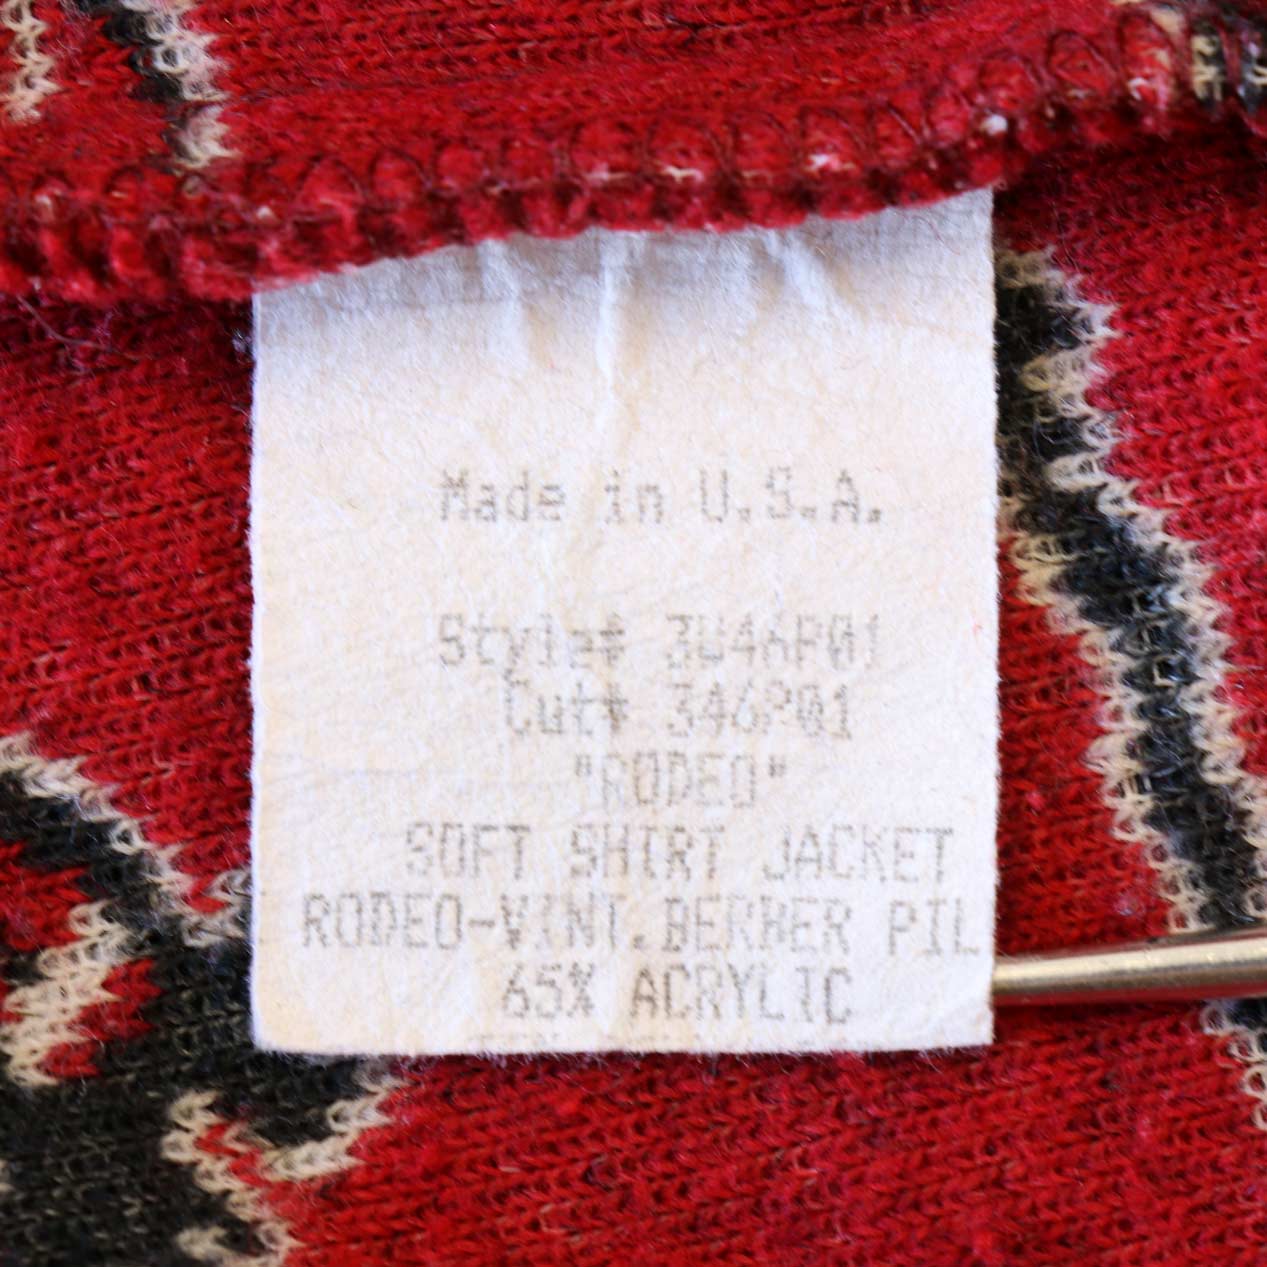 Made in U.S.A.
Style# 3U46P01
Cut# 346P01
"RODEO"
SOFT SHIRT JACKET
RODEO-VINT.BERBER PIL
65% ACRYLIC